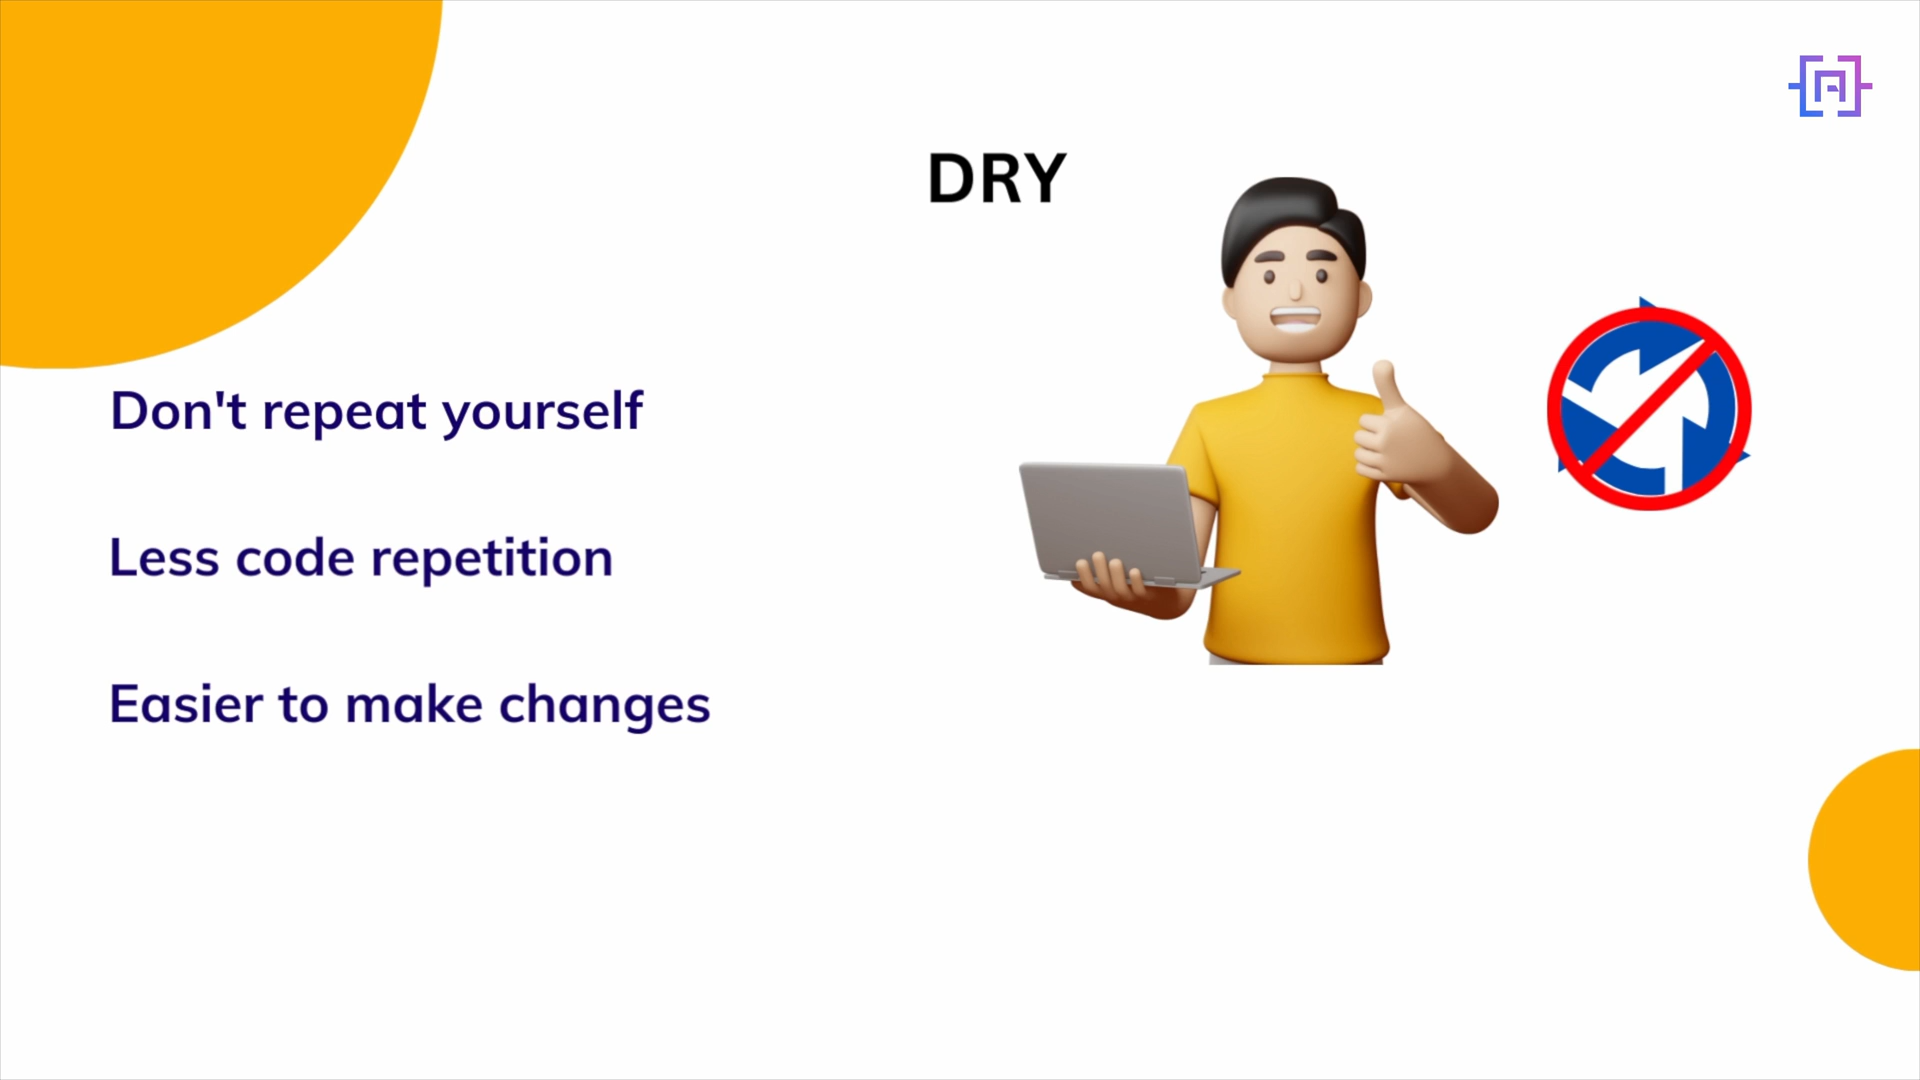 DRY
Don't repeat yourself
Less code repetition
Easier to make changes